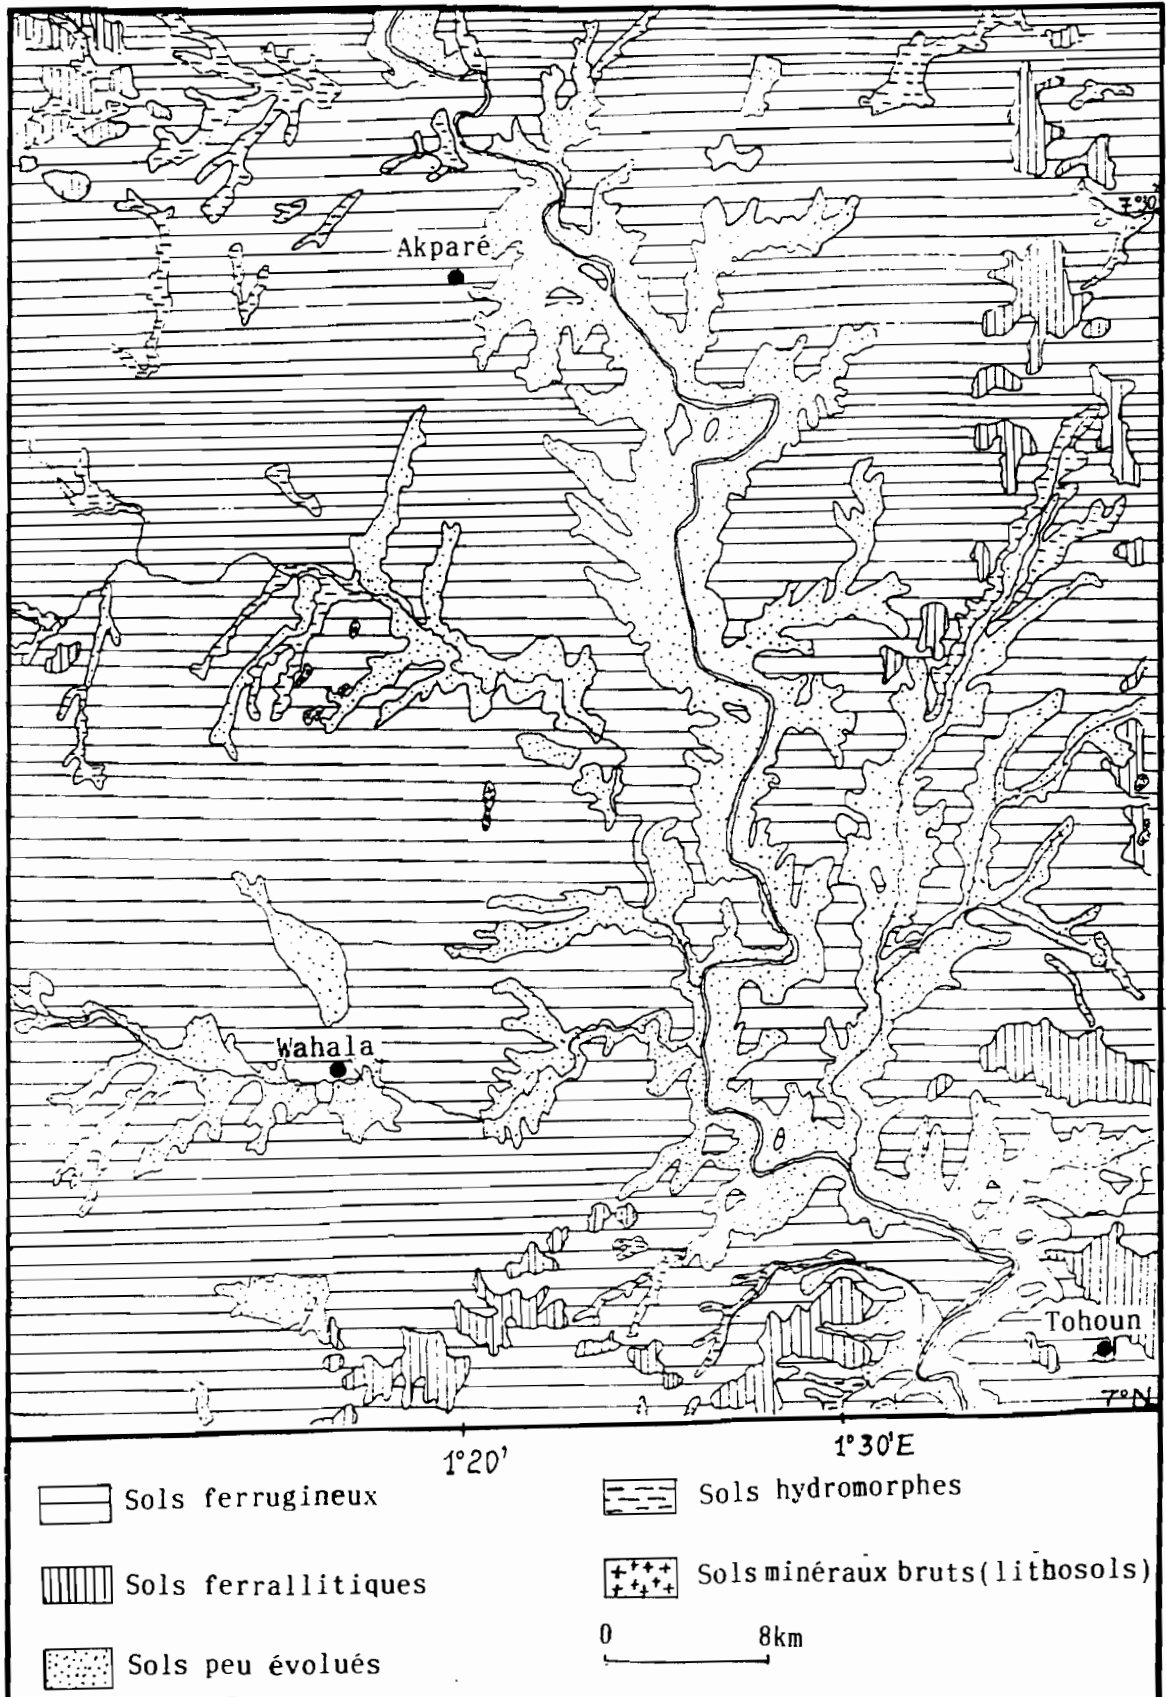 7°30
Akparé
Wahala
Tohoun
7°N
1°20'
1°30'E
Sols ferrugineux
Sols hydromorphes
Sols ferrallitiques
Sols minéraux bruts(lithosols)
0 8km
Sols peu évolués